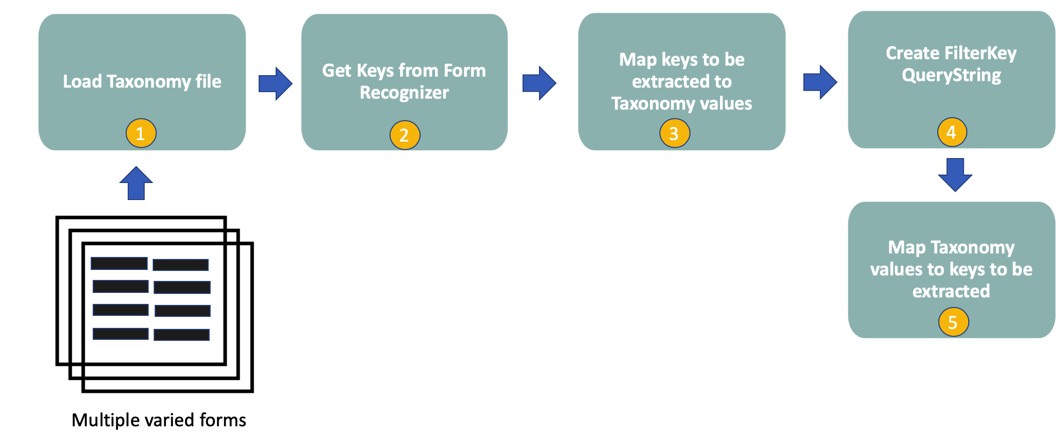 Load Taxonomy file
1
Get Keys from Form
Recognizer
2
Map keys to be
extracted to
Taxonomy values
3
Create FilterKey
QueryString
4
Map Taxonomy
values to keys to be
extracted
5
Multiple varied forms